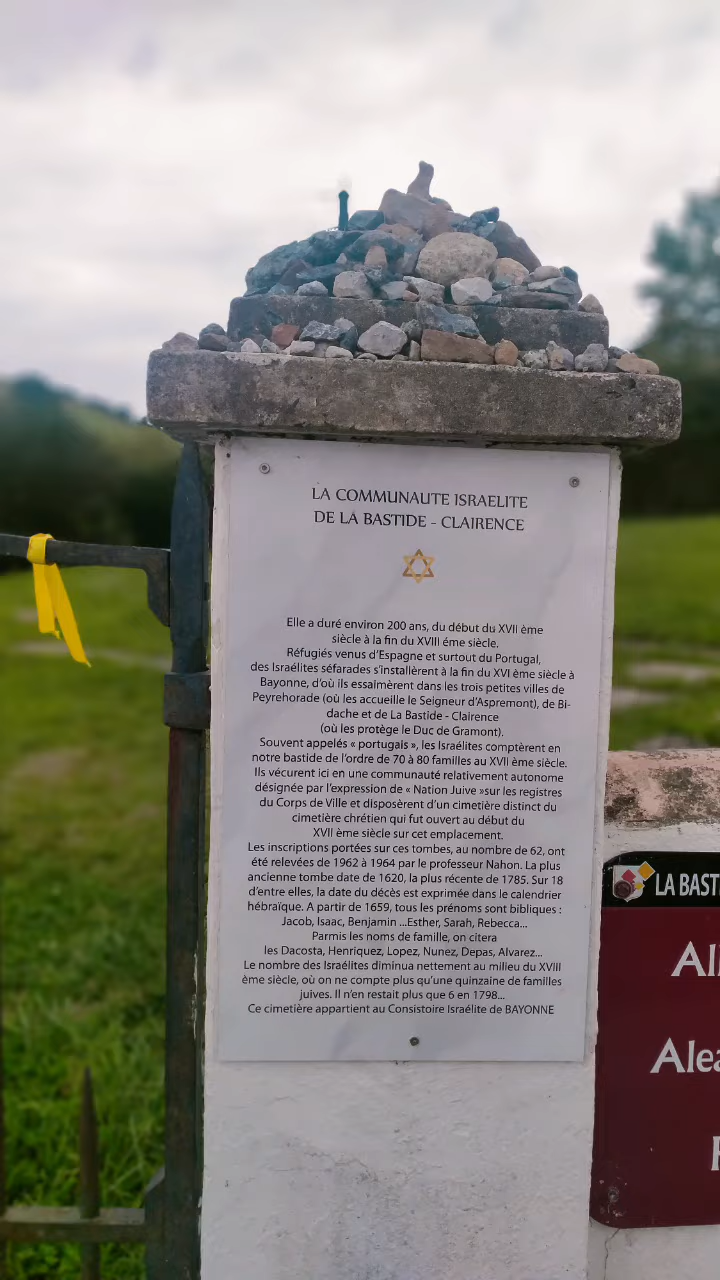 LA COMMUNAUTE ISRAELITE
DE LA BASTIDE - CLAIRENCE
Elle a duré environ 200 ans, du début du XVII ème
siècle à la fin du XVIII éme siècle.
Réfugiés venus d'Espagne et surtout du Portugal,
des Israélites séfarades s'installèrent à la fin du XVI ème siècle à
Bayonne, d'où ils essaimèrent dans les trois petites villes de
Peyrehorade (où les accueille le Seigneur d'Aspremont), de Bi-
dache et de La Bastide - Clairence
(où les protège le Duc de Gramont).
Souvent appelés « portugais », les Israélites comptèrent en
notre bastide de l'ordre de 70 à 80 familles au XVII ème siècle.
Ils vécurent ici en une communauté relativement autonome
désignée par l'expression de « Nation Juive »sur les registres
du Corps de Ville et disposèrent d'un cimetière distinct du
cimetière chrétien qui fut ouvert au début du
XVII ème siècle sur cet emplacement.
Les inscriptions portées sur ces tombes, au nombre de 62, ont
été relevées de 1962 à 1964 par le professeur Nahon. La plus
ancienne tombe date de 1620, la plus récente de 1785. Sur 18
d'entre elles, la date du décès est exprimée dans le calendrier
hébraïque. A partir de 1659, tous les prénoms sont bibliques :
Jacob, Isaac, Benjamin ...Esther, Sarah, Rebecca...
Parmis les noms de famille, on citera
les Dacosta, Henriquez, Lopez, Nunez, Depas, Alvarez...
Le nombre des Israélites diminua nettement au milieu du XVIII
ème siècle, où on ne compte plus qu'une quinzaine de familles
juives. Il n'en restait plus que 6 en 1798...
Ce cimetière appartient au Consistoire Israélite de BAYONNE
LA BAST
Al
Alea